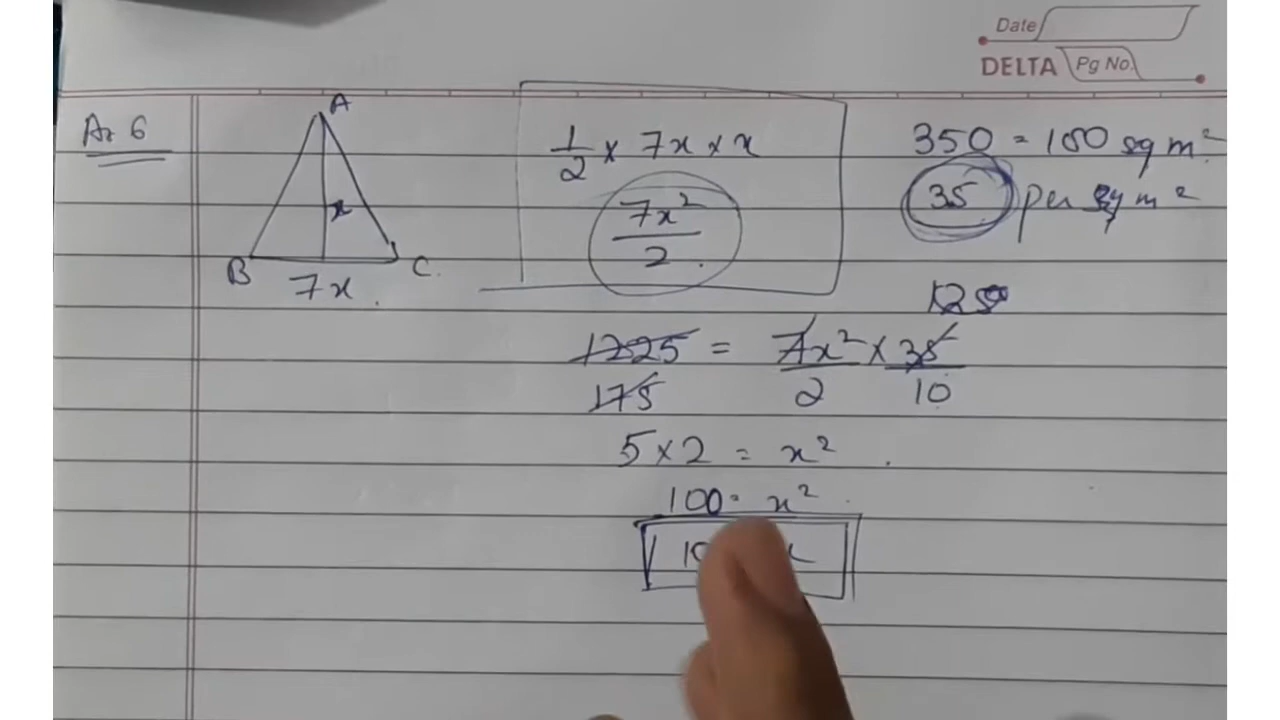 Date
DELTA Pg No.
Ar 6
A
x
B
C.
7x.
1/2 × 7x × x
7x²/2.
350 = 100 sq m².
35 per sq m²
1225 = 7x²/2 × 35/10
175
5×2 = x².
100 = x².